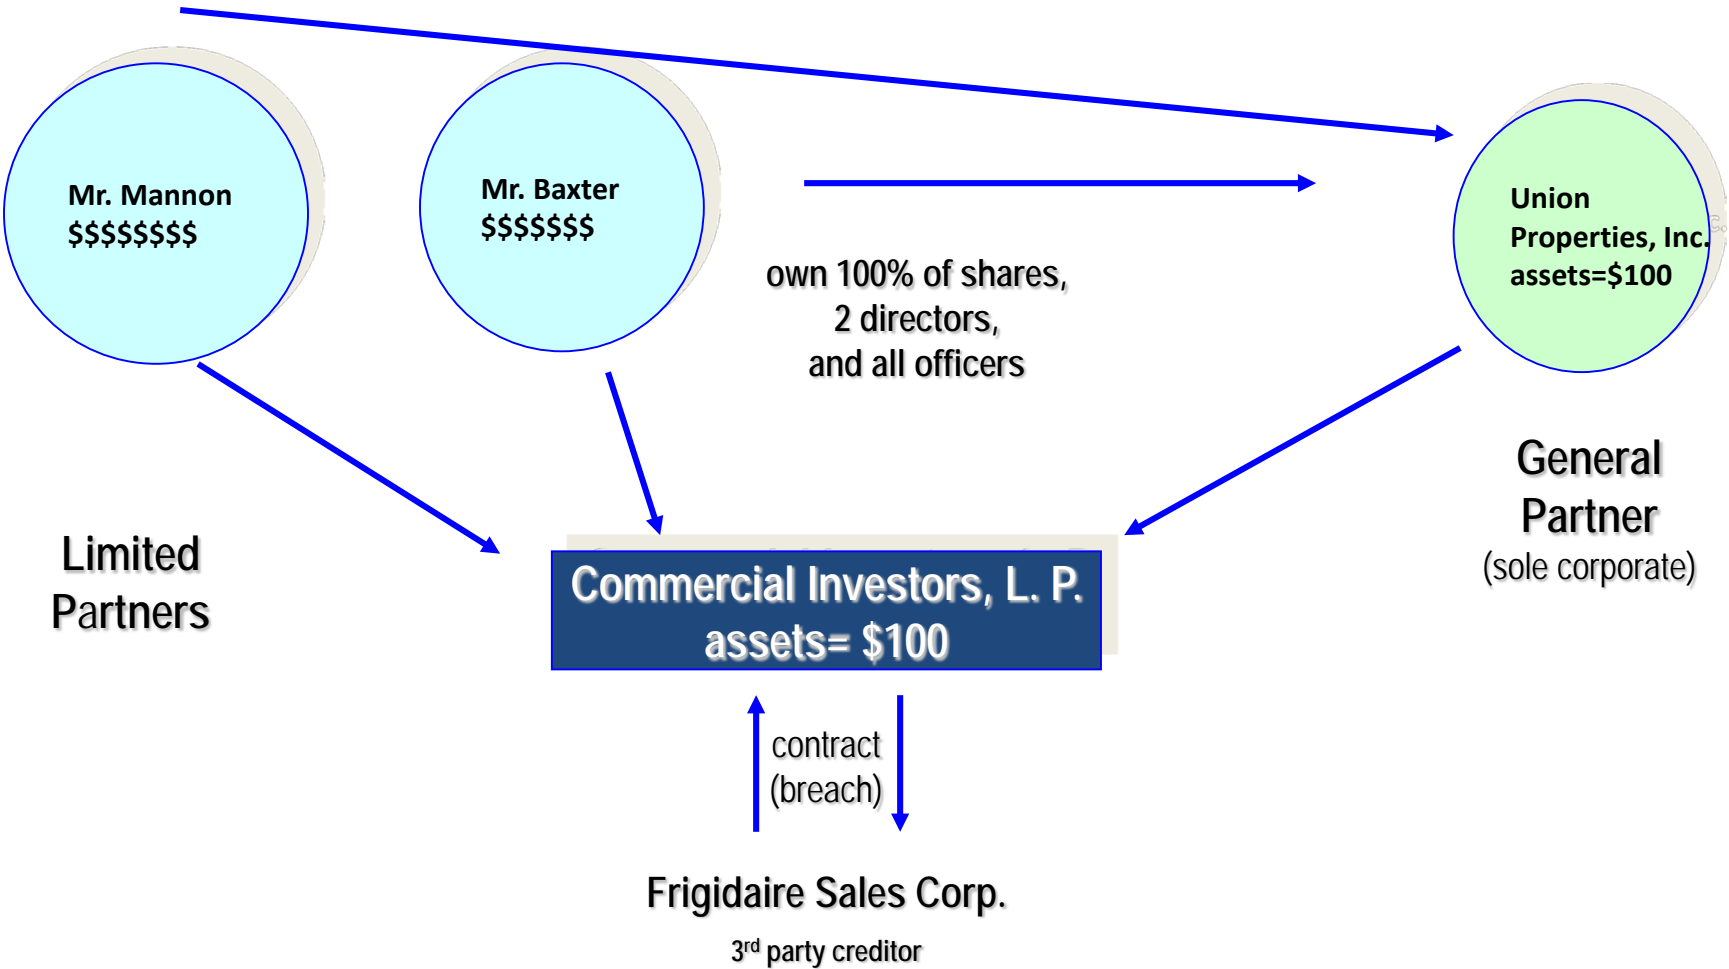 Mr. Mannon
$$$$$$$$
Mr. Baxter
$$$$$$$
own 100% of shares,
2 directors,
and all officers
Union
Properties, Inc.
assets=$100
General
Partner
(sole corporate)
Limited
Partners
Commercial Investors, L. P.
assets= $100
contract
(breach)
Frigidaire Sales Corp.
3rd party creditor